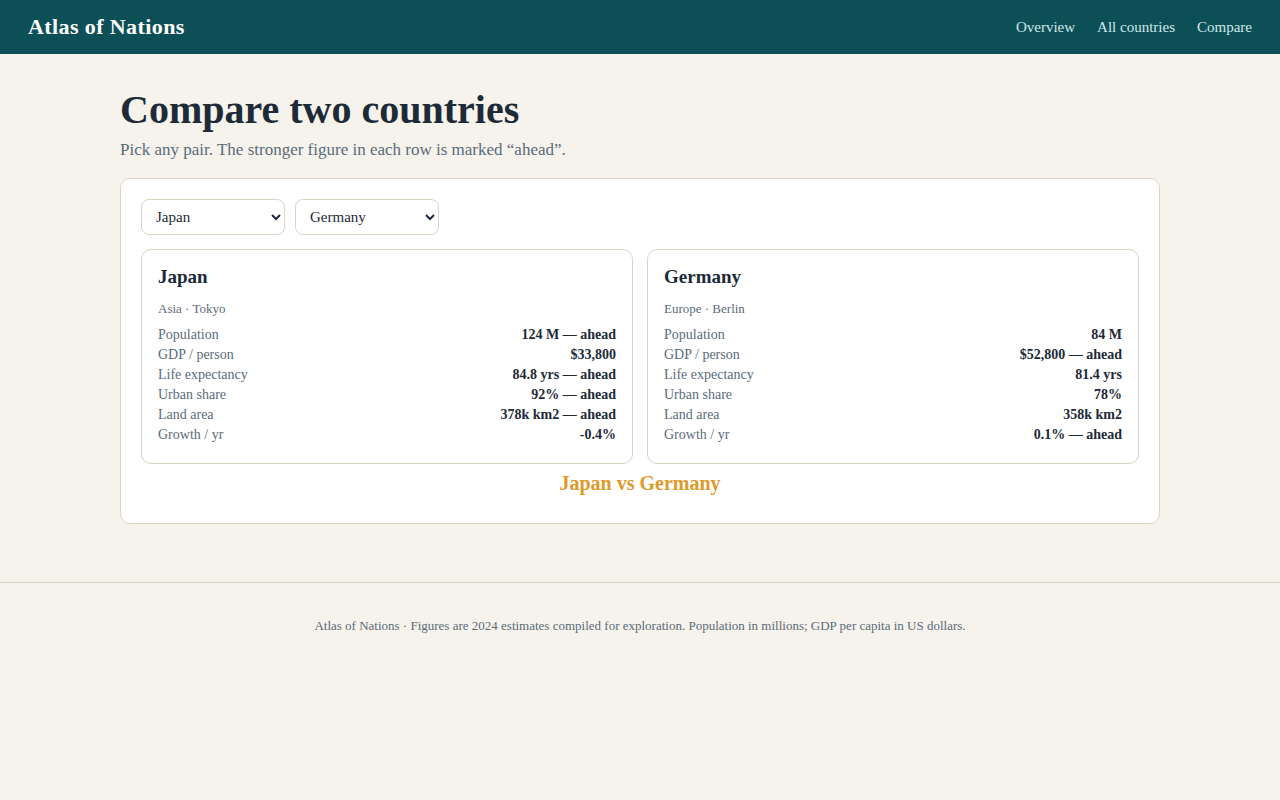 Atlas of Nations
Overview All countries Compare
Compare two countries
Pick any pair. The stronger figure in each row is marked “ahead”.
Japan Germany
Japan
Asia · Tokyo
Population 124 M — ahead
GDP / person $33,800
Life expectancy 84.8 yrs — ahead
Urban share 92% — ahead
Land area 378k km2 — ahead
Growth / yr -0.4%
Germany
Europe · Berlin
Population 84 M
GDP / person $52,800 — ahead
Life expectancy 81.4 yrs
Urban share 78%
Land area 358k km2
Growth / yr 0.1% — ahead
Japan vs Germany
Atlas of Nations · Figures are 2024 estimates compiled for exploration. Population in millions; GDP per capita in US dollars.